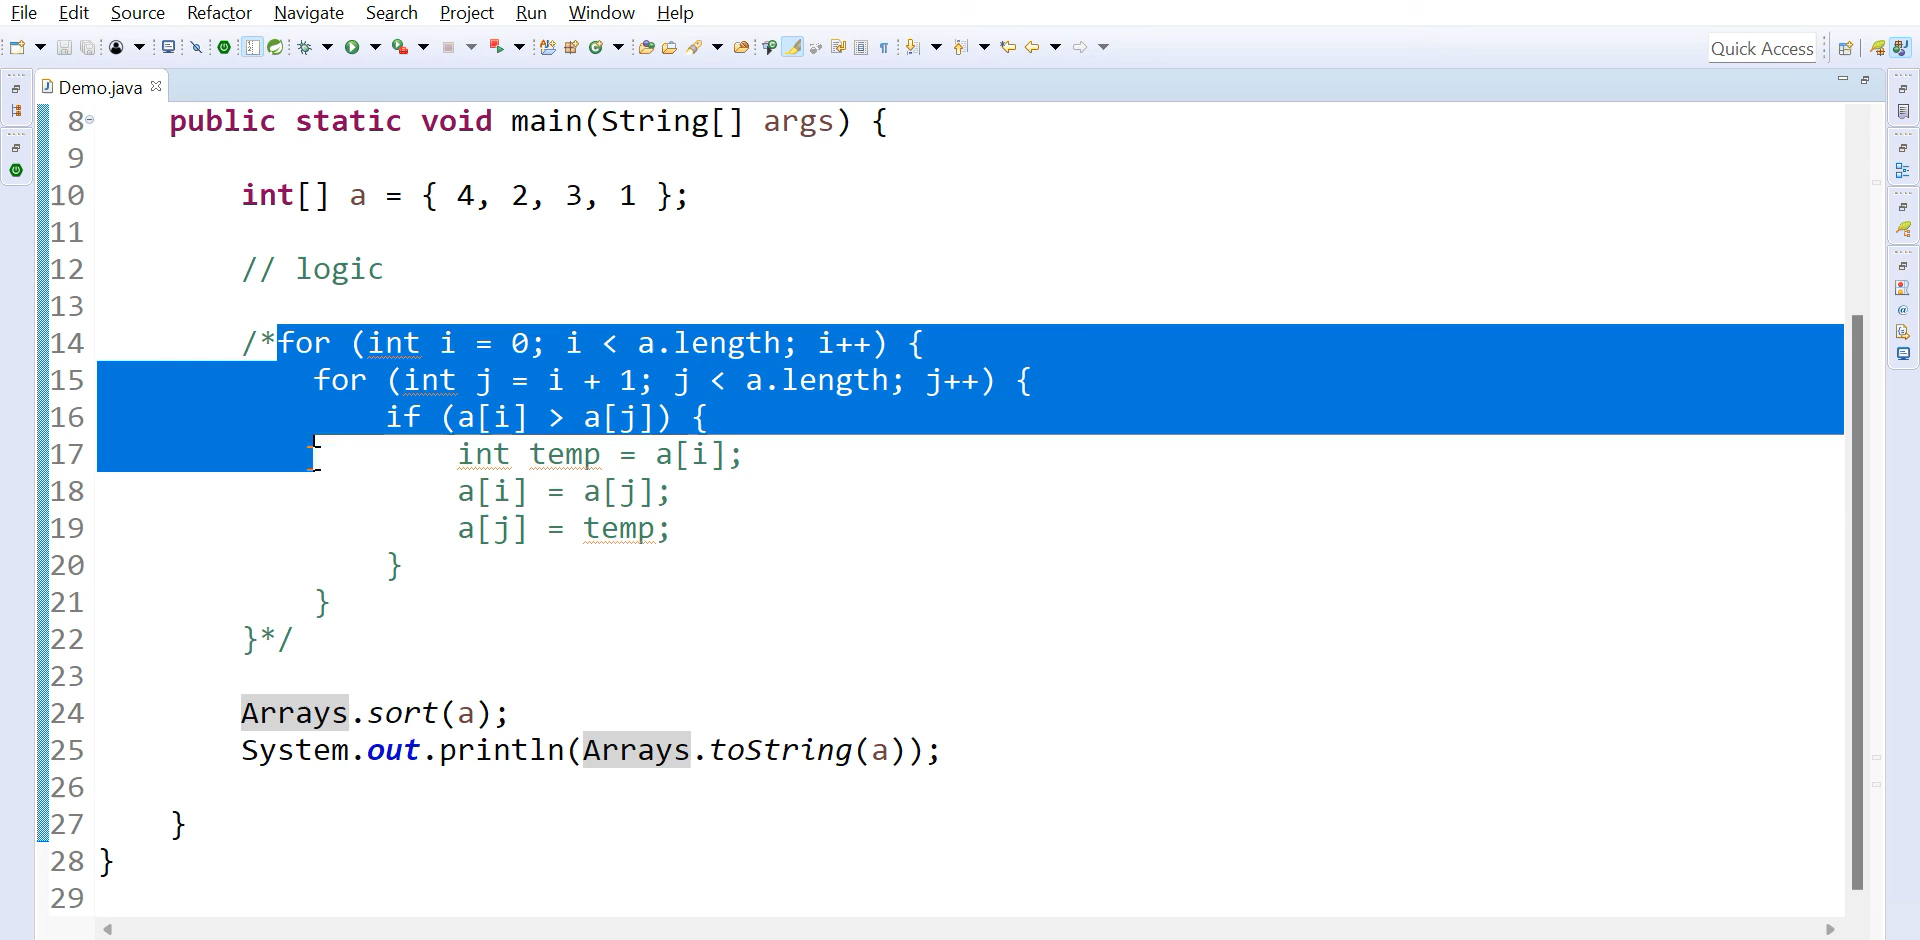 File Edit Source Refactor Navigate Search Project Run Window Help
Quick Access
Demo.java
8 public static void main(String[] args) {
9
10 int[] a = { 4, 2, 3, 1 };
11
12 // logic
13
14 /*for (int i = 0; i < a.length; i++) {
15 for (int j = i + 1; j < a.length; j++) {
16 if (a[i] > a[j]) {
17 int temp = a[i];
18 a[i] = a[j];
19 a[j] = temp;
20 }
21 }
22 }*/
23
24 Arrays.sort(a);
25 System.out.println(Arrays.toString(a));
26
27 }
28 }
29